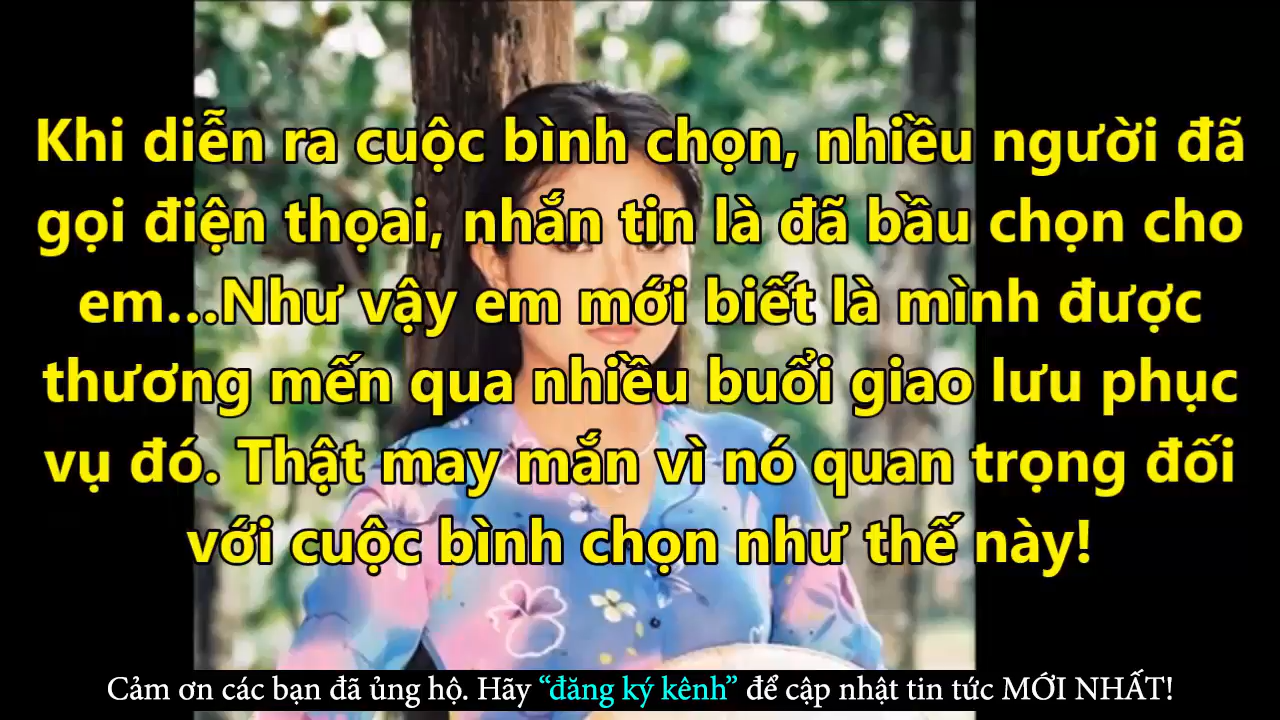 Khi diễn ra cuộc bình chọn, nhiều người đã
gọi điện thọai, nhắn tin là đã bầu chọn cho
em...Như vậy em mới biết là mình được
thương mến qua nhiều buổi giao lưu phục
vụ đó. Thật may mắn vì nó quan trọng đối
với cuộc bình chọn như thế này!
Cảm ơn các bạn đã ủng hộ. Hãy “đăng ký kênh” để cập nhật tin tức MỚI NHẤT!